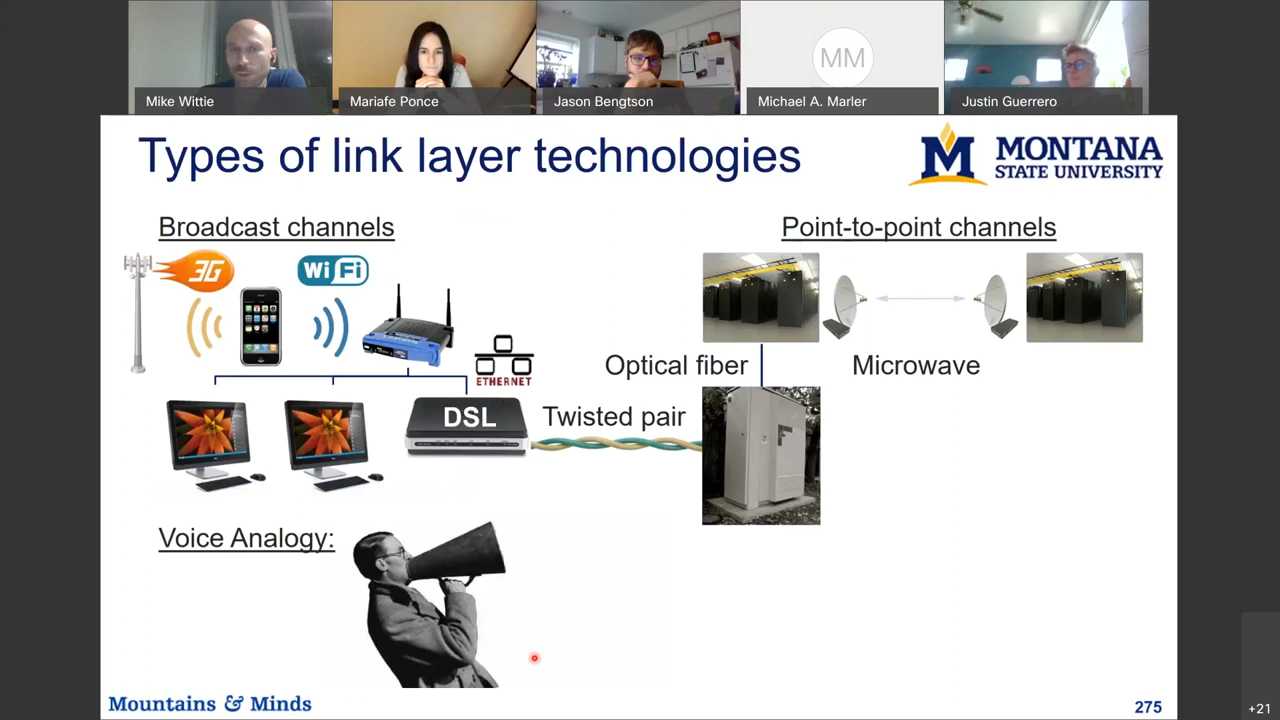 Mike Wittie
Mariafe Ponce
Jason Bengtson
MM
Michael A. Marler
Justin Guerrero
Types of link layer technologies
M
MONTANA
STATE UNIVERSITY
Broadcast channels
Point-to-point channels
3G
WiFi
ETHERNET
Optical fiber
Microwave
DSL
Twisted pair
Voice Analogy:
Mountains & Minds
275
+21